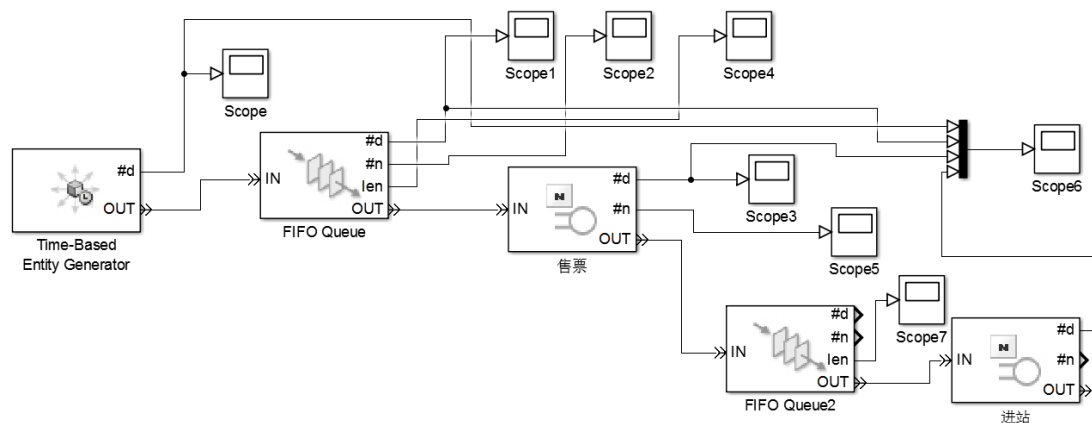 Scope1
Scope2
Scope4
Scope
#d
OUT
Time-Based
Entity Generator
IN
#d
#n
len
OUT
FIFO Queue
IN
#d
#n
OUT
售票
Scope3
Scope5
Scope6
IN
#d
#n
len
OUT
FIFO Queue2
Scope7
IN
#d
#n
OUT
进站
N
N